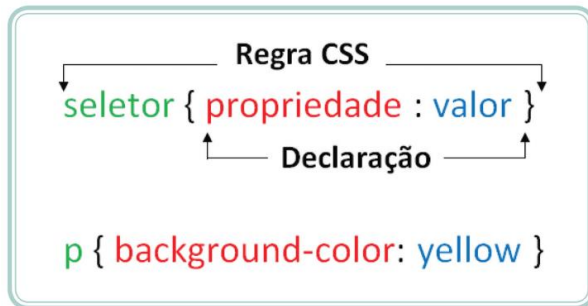 Regra CSS
seletor { propriedade : valor }
Declaração
p { background-color: yellow }